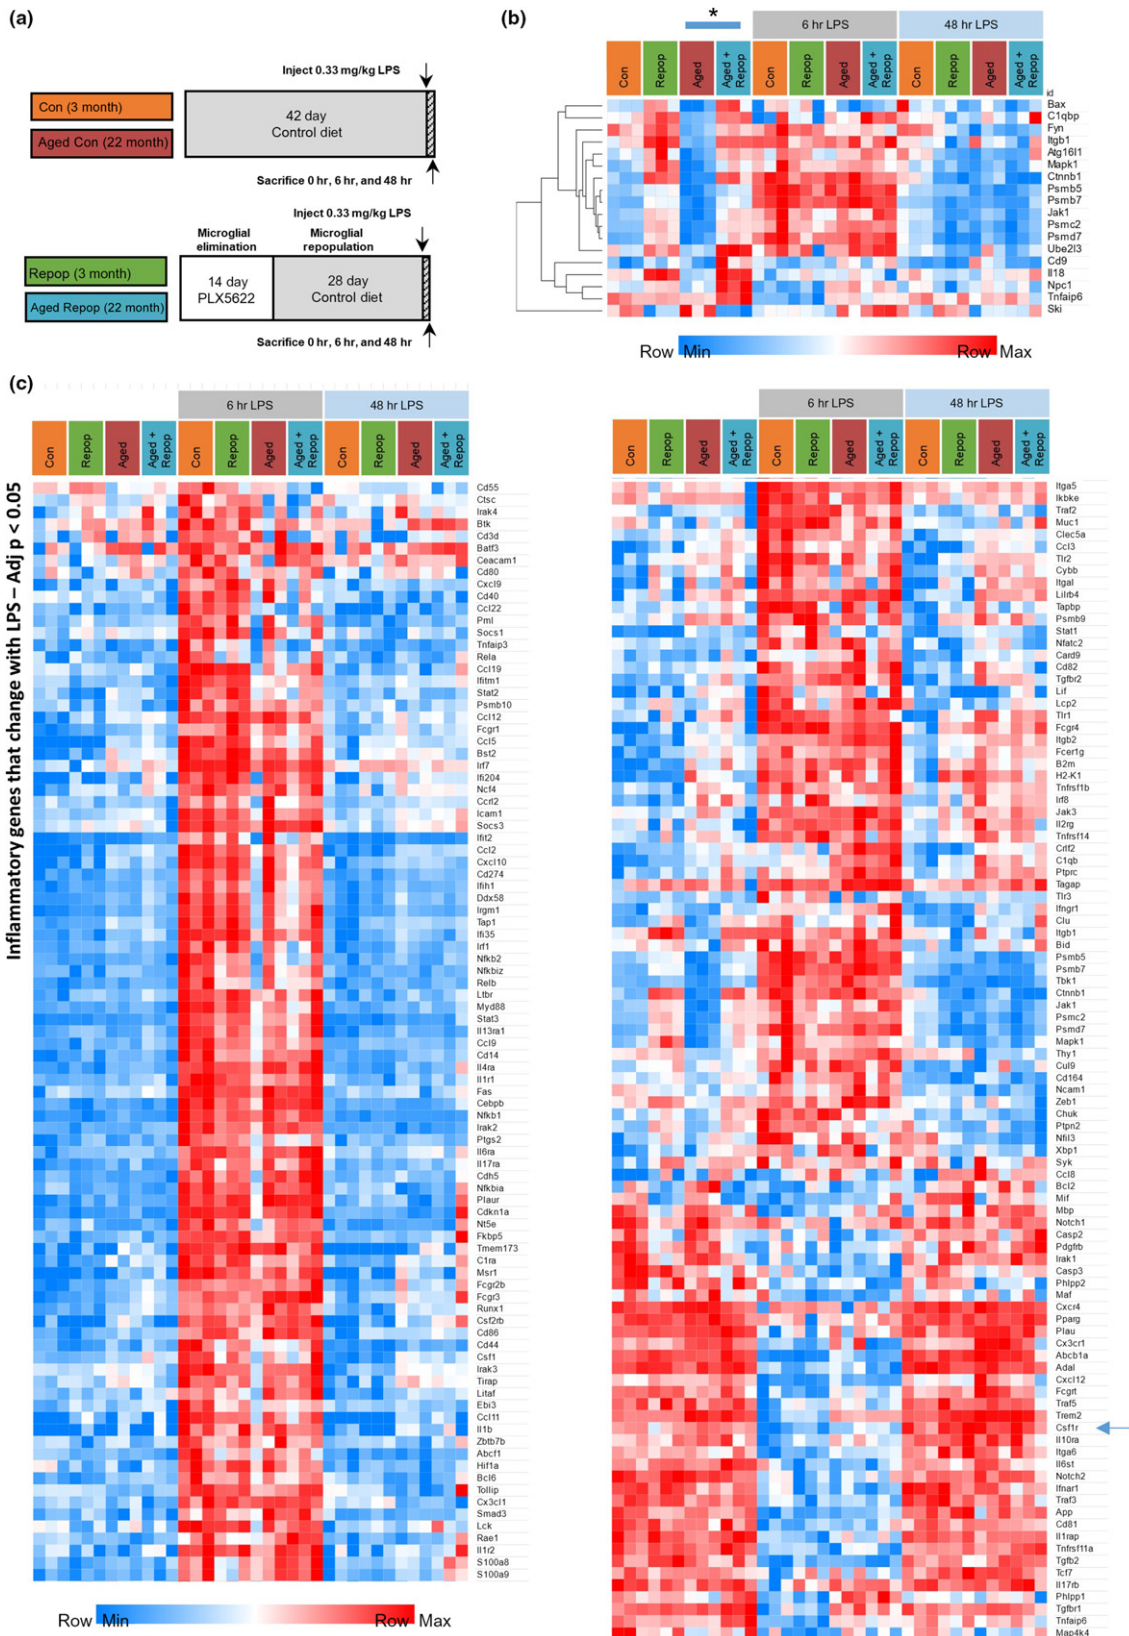 (a)
Inject 0.33 mg/kg LPS
Con (3 month)
Aged Con (22 month)
42 day
Control diet
Sacrifice 0 hr, 6 hr, and 48 hr
Inject 0.33 mg/kg LPS
Microglial
elimination
Microglial
repopulation
Repop (3 month)
Aged Repop (22 month)
14 day
PLX5622
28 day
Control diet
Sacrifice 0 hr, 6 hr, and 48 hr
(b)
*
6 hr LPS
48 hr LPS
Con
Repop
Aged
Aged +
Repop
Con
Repop
Aged
Aged +
Repop
Con
Repop
Aged
Aged +
Repop
id
Bax
C1qbp
Fyn
Itgb1
Atg16l1
Mapk1
Ctnnb1
Psmb5
Psmb7
Jak1
Psmc2
Psmd7
Ube2l3
Cd9
Il18
Npc1
Tnfaip6
Ski
Row Min
Row Max
(c)
Inflammatory genes that change with LPS – Adj p < 0.05
6 hr LPS
48 hr LPS
Con
Repop
Aged
Aged +
Repop
Con
Repop
Aged
Aged +
Repop
Con
Repop
Aged
Aged +
Repop
Cd55
Ctsc
Irak4
Btk
Cd3d
Batf3
Ceacam1
Cd80
Cxcl9
Cd40
Ccl22
Pml
Socs1
Tnfaip3
Rela
Ccl19
Ifitm1
Stat2
Psmb10
Ccl12
Fcgr1
Ccl5
Bst2
Irf7
Ifi204
Ncf4
Ccrl2
Icam1
Socs3
Ifit2
Ccl2
Cxcl10
Cd274
Ifih1
Ddx58
Irgm1
Tap1
Ifi35
Irf1
Nfkb2
Nfkbiz
Relb
Ltbr
Myd88
Stat3
Il13ra1
Ccl9
Cd14
Il4ra
Il1r1
Fas
Cebpb
Nfkb1
Irak2
Ptgs2
Il6ra
Il17ra
Cdh5
Nfkbia
Plaur
Cdkn1a
Nt5e
Fkbp5
Tmem173
C1ra
Msr1
Fcgr2b
Fcgr3
Runx1
Csf2rb
Cd86
Cd44
Csf1
Irak3
Tirap
Litaf
Ebi3
Ccl11
Il1b
Zbtb7b
Abcf1
Hif1a
Bcl6
Tollip
Cx3cl1
Smad3
Lck
Rae1
Il1r2
S100a8
S100a9
Row Min
Row Max
6 hr LPS
48 hr LPS
Con
Repop
Aged
Aged +
Repop
Con
Repop
Aged
Aged +
Repop
Con
Repop
Aged
Aged +
Repop
Itga5
Ikbke
Traf2
Muc1
Clec5a
Ccl3
Tlr2
Cybb
Itgal
Lilrb4
Tapbp
Psmb9
Stat1
Nfatc2
Card9
Cd82
Tgfbr2
Lif
Lcp2
Tlr1
Fcgr4
Itgb2
Fcer1g
B2m
H2-K1
Tnfrsf1b
Irf8
Jak3
Il2rg
Tnfrsf14
Crlf2
C1qb
Ptprc
Tagap
Tlr3
Ifngr1
Clu
Itgb1
Bid
Psmb5
Psmb7
Tbk1
Ctnnb1
Jak1
Psmc2
Psmd7
Mapk1
Thy1
Cul9
Cd164
Ncam1
Zeb1
Chuk
Ptpn2
Nfil3
Xbp1
Syk
Ccl8
Bcl2
Mif
Mbp
Notch1
Casp2
Pdgfrb
Irak1
Casp3
Phlpp2
Maf
Cxcr4
Pparg
Plau
Cx3cr1
Abcb1a
Adal
Cxcl12
Fcgrt
Traf5
Trem2
Csf1r
Il10ra
Itga6
Il6st
Notch2
Ifnar1
Traf3
App
Cd81
Il1rap
Tnfrsf11a
Tgfb2
Tcf7
Il17rb
Phlpp1
Tgfbr1
Tnfaip6
Map4k4